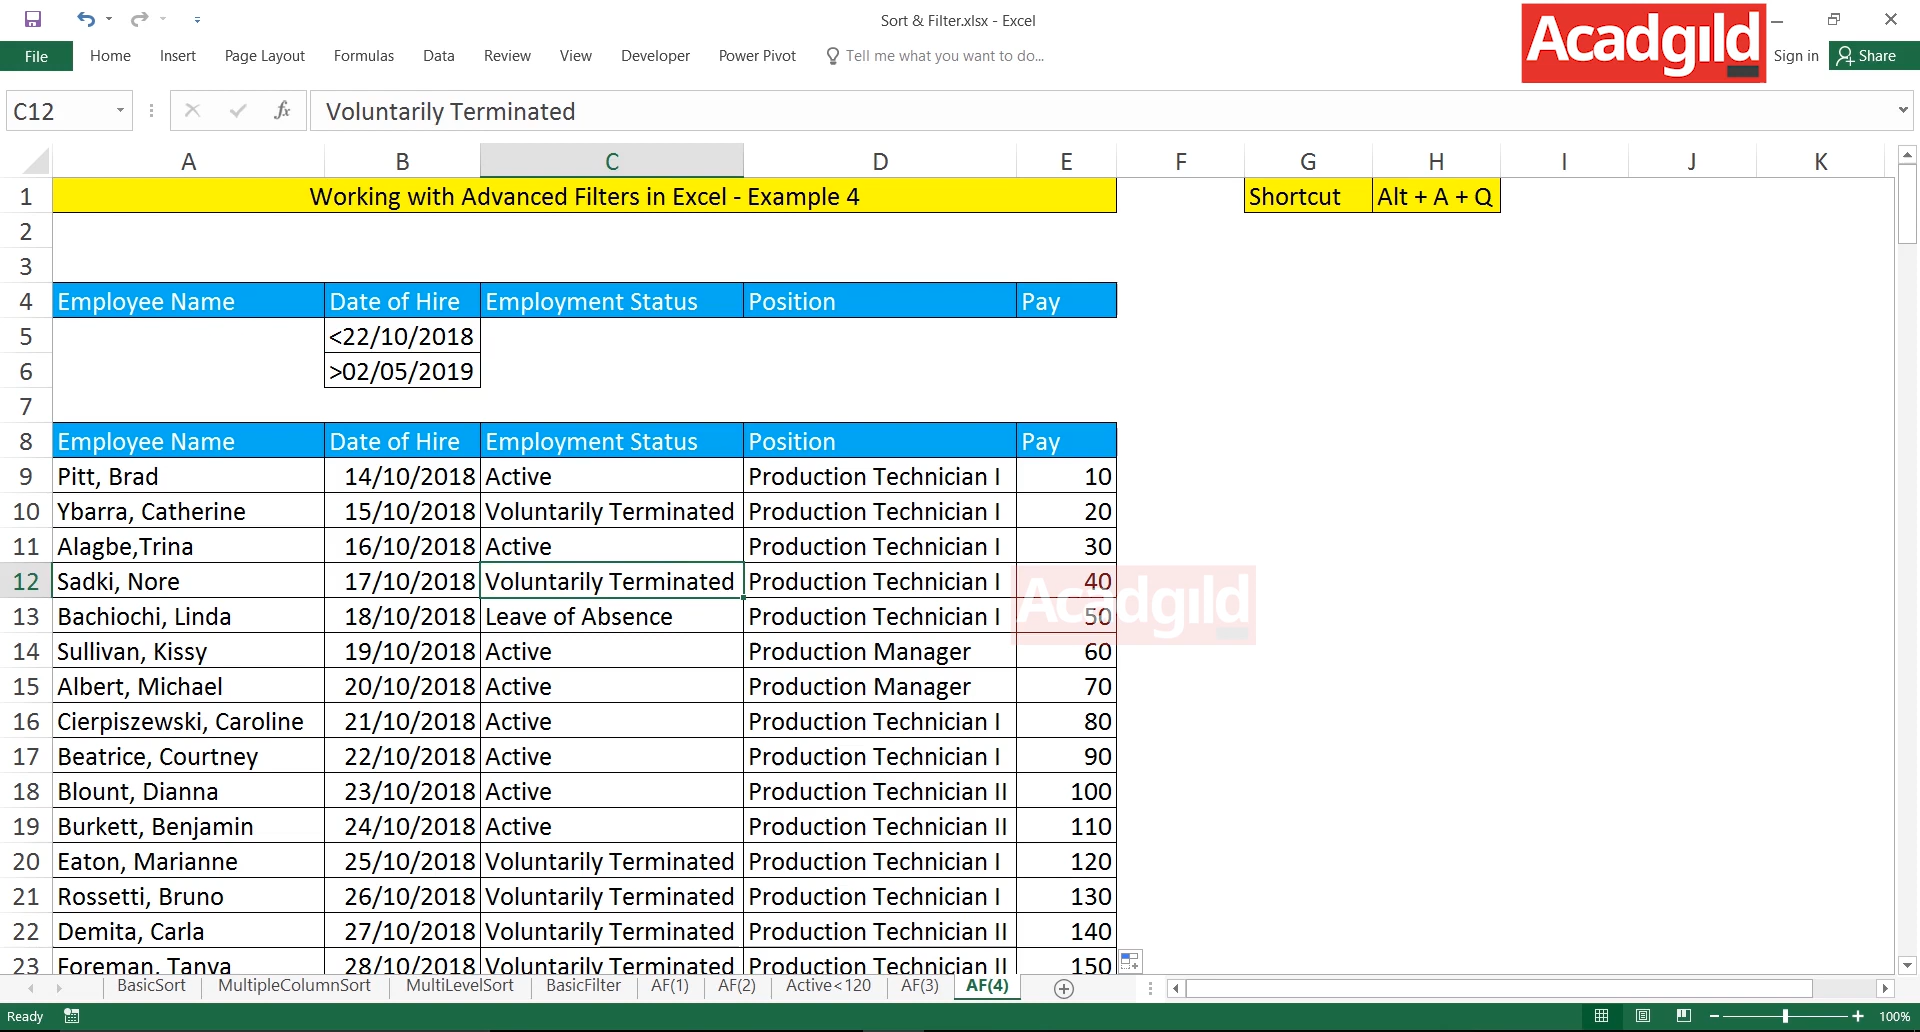 Sort & Filter.xlsx - Excel
Acadgild
File Home Insert Page Layout Formulas Data Review View Developer Power Pivot Tell me what you want to do... Sign in Share
C12 fx Voluntarily Terminated
A B C D E F G H I J K
1 Working with Advanced Filters in Excel - Example 4 Shortcut Alt + A + Q
2
3
4 Employee Name Date of Hire Employment Status Position Pay
5 <22/10/2018
6 >02/05/2019
7
8 Employee Name Date of Hire Employment Status Position Pay
9 Pitt, Brad 14/10/2018 Active Production Technician I 10
10 Ybarra, Catherine 15/10/2018 Voluntarily Terminated Production Technician I 20
11 Alagbe,Trina 16/10/2018 Active Production Technician I 30
12 Sadki, Nore 17/10/2018 Voluntarily Terminated Production Technician I 40
Acadgild
13 Bachiochi, Linda 18/10/2018 Leave of Absence Production Technician I 50
14 Sullivan, Kissy 19/10/2018 Active Production Manager 60
15 Albert, Michael 20/10/2018 Active Production Manager 70
16 Cierpiszewski, Caroline 21/10/2018 Active Production Technician I 80
17 Beatrice, Courtney 22/10/2018 Active Production Technician I 90
18 Blount, Dianna 23/10/2018 Active Production Technician II 100
19 Burkett, Benjamin 24/10/2018 Active Production Technician II 110
20 Eaton, Marianne 25/10/2018 Voluntarily Terminated Production Technician I 120
21 Rossetti, Bruno 26/10/2018 Voluntarily Terminated Production Technician I 130
22 Demita, Carla 27/10/2018 Voluntarily Terminated Production Technician II 140
23 Foreman, Tanya 28/10/2018 Voluntarily Terminated Production Technician II 150
BasicSort MultipleColumnSort MultiLevelSort BasicFilter AF(1) AF(2) Active<120 AF(3) AF(4)
Ready 100%